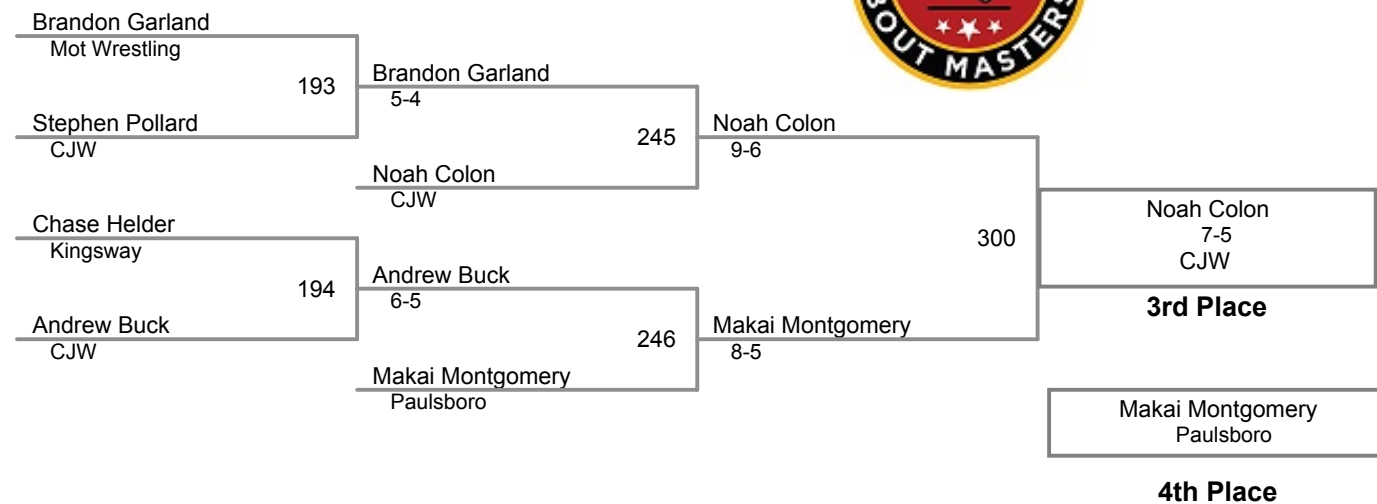 BOUT MASTERS
Brandon Garland
Mot Wrestling
193
Brandon Garland
5-4
Stephen Pollard
CJW
245
Noah Colon
9-6
Noah Colon
CJW
Chase Helder
Kingsway
194
Andrew Buck
6-5
Andrew Buck
CJW
246
Makai Montgomery
8-5
Makai Montgomery
Paulsboro
300
Noah Colon
7-5
CJW
3rd Place
Makai Montgomery
Paulsboro
4th Place